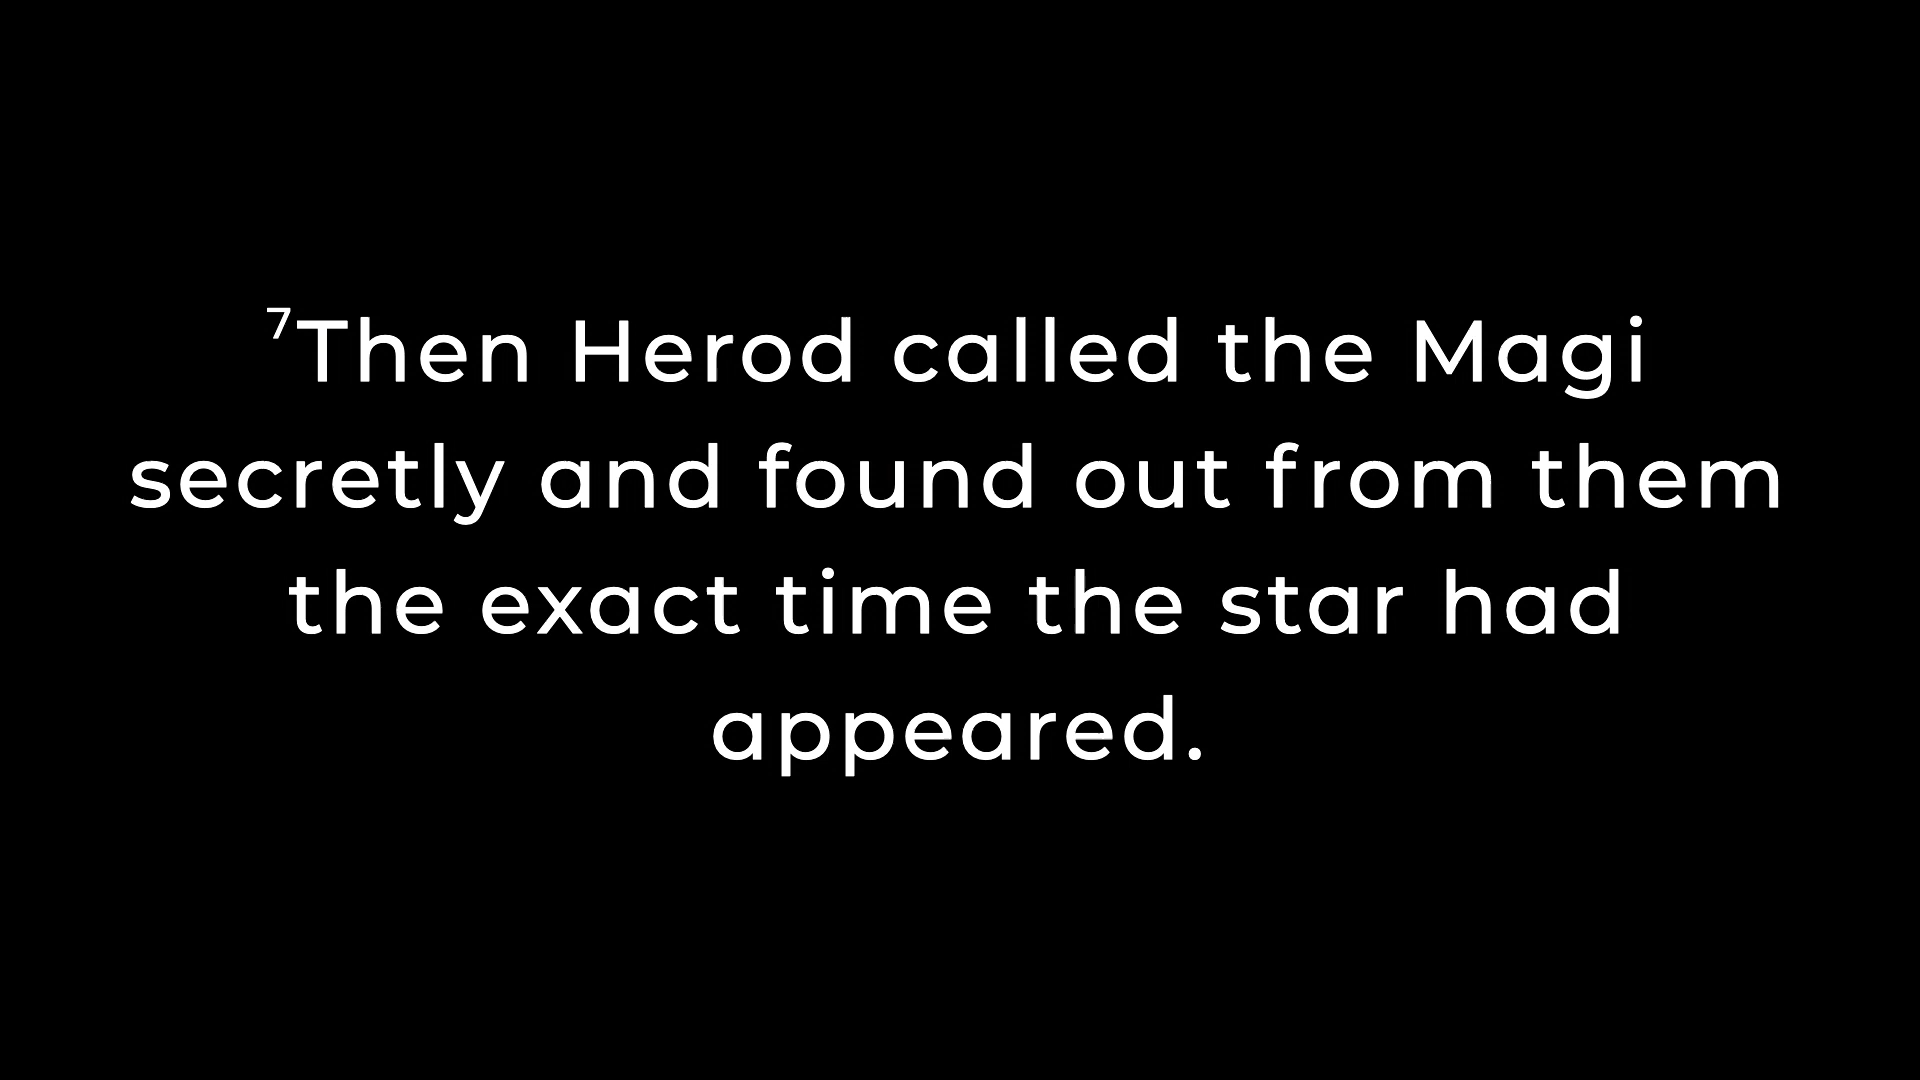 ⁷Then Herod called the Magi
secretly and found out from them
the exact time the star had
appeared.